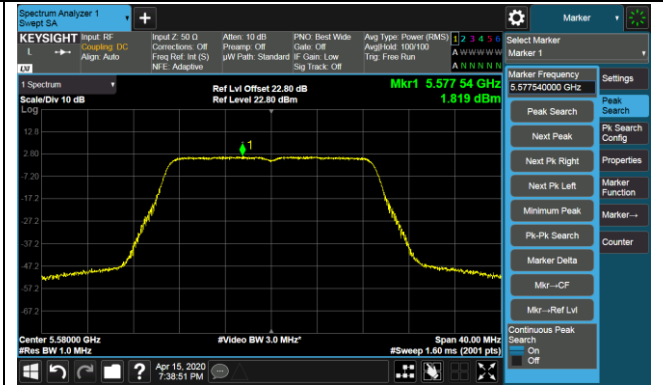 Spectrum Analyzer 1
Swept SA
Marker
KEYSIGHT
Input: RF
Coupling: DC
Align: Auto
Input Z: 50 Ω
Corrections: Off
Freq Ref: Int (S)
NFE: Adaptive
Atten: 10 dB
Preamp: Off
µW Path: Standard
PNO: Best Wide
Gate: Off
IF Gain: Low
Sig Track: Off
Avg Type: Power (RMS)
Avg|Hold: 100/100
Trig: Free Run
1 2 3 4 5 6
A W W W W W
A N N N N N
L
Select Marker
Marker 1
1 Spectrum
Scale/Div 10 dB
Log
Ref Lvl Offset 22.80 dB
Ref Level 22.80 dBm
Mkr1 5.577 54 GHz
1.819 dBm
12.8
2.80
-7.20
-17.2
-27.2
-37.2
-47.2
-57.2
-67.2
1
Center 5.58000 GHz
#Res BW 1.0 MHz
#Video BW 3.0 MHz*
Span 40.00 MHz
#Sweep 1.60 ms (2001 pts)
Marker Frequency
5.577540000 GHz
Peak Search
Next Peak
Next Pk Right
Next Pk Left
Minimum Peak
Pk-Pk Search
Marker Delta
Mkr→CF
Mkr→Ref Lvl
Continuous Peak
Search
On
Off
Settings
Peak
Search
Pk Search
Config
Properties
Marker
Function
Marker→
Counter
Apr 15, 2020
7:38:51 PM